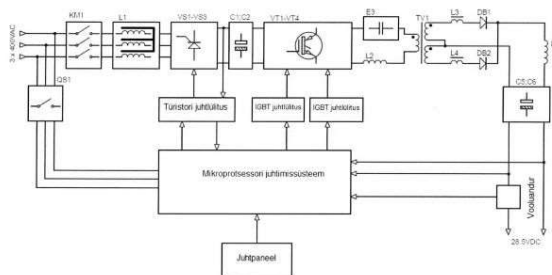 KM1
L1
VS1-VS3
C1;C2
VT1-VT4
E3
TV1
L3
DB1
3 x 400VAC
L2
L4
DB2
QS1
C5;C6
Türistori juhtlülitus
IGBT juhtlülitus
IGBT juhtlülitus
Mikroprotsessori juhtimissüsteem
Vooluandur
28.5VDC
Juhtpaneel